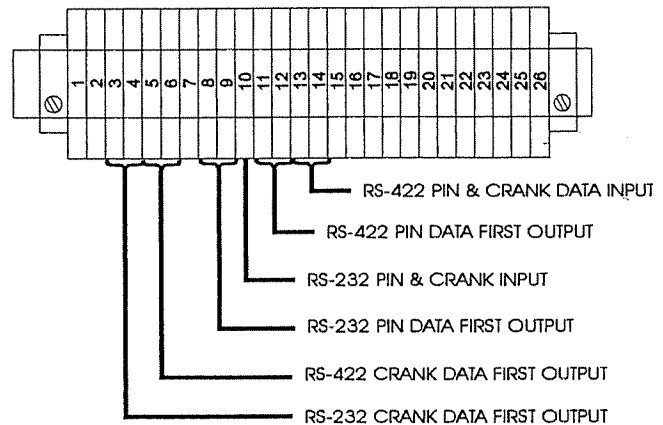 1 2 3 4 5 6 7 8 9 10 11 12 13 14 15 16 17 18 19 20 21 22 23 24 25 26
RS-422 PIN & CRANK DATA INPUT
RS-422 PIN DATA FIRST OUTPUT
RS-232 PIN & CRANK INPUT
RS-232 PIN DATA FIRST OUTPUT
RS-422 CRANK DATA FIRST OUTPUT
RS-232 CRANK DATA FIRST OUTPUT